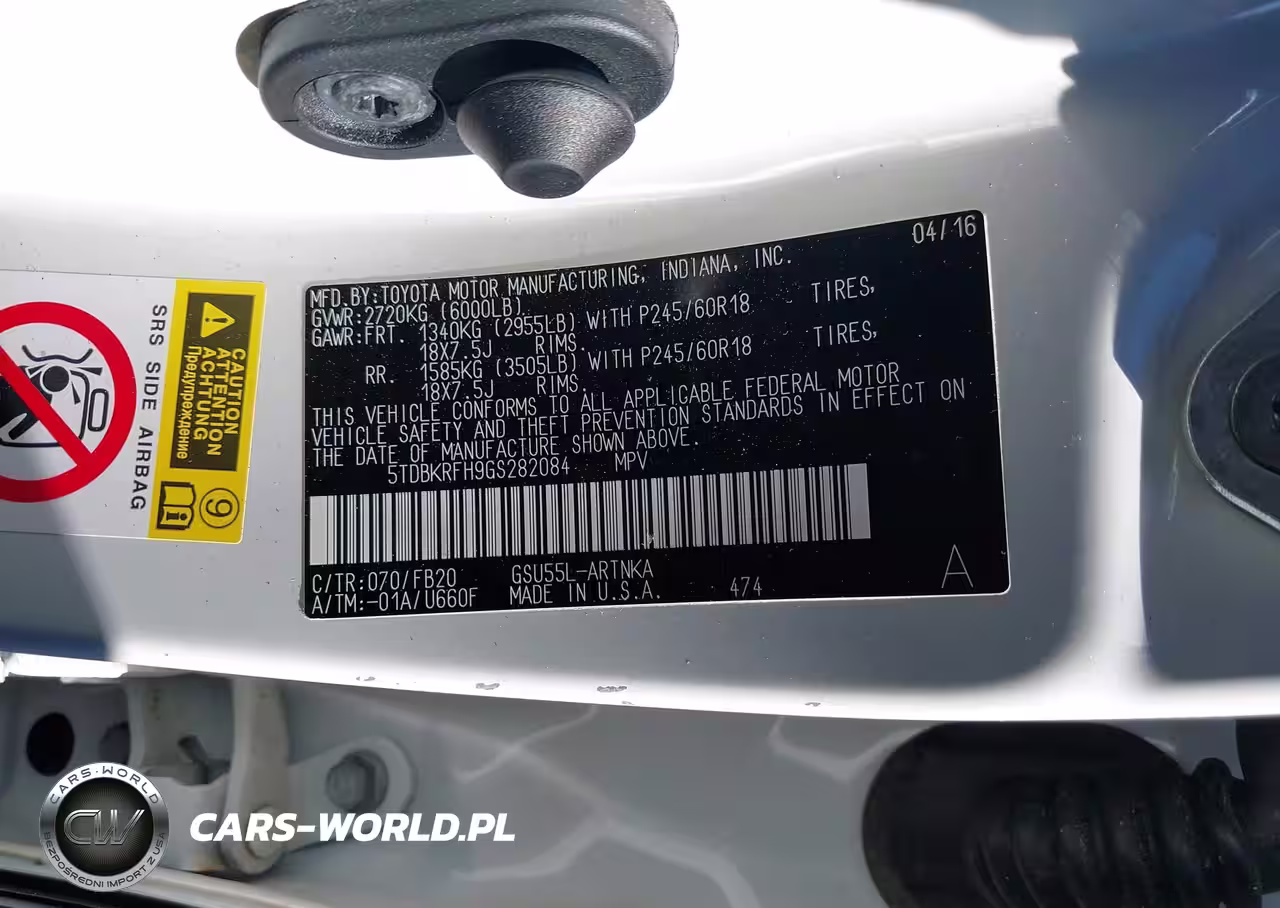 04/16
MFD.BY:TOYOTA MOTOR MANUFACTURING, INDIANA, INC.
GVWR:2720KG (6000LB)
GAWR:FRT. 1340KG (2955LB) WITH P245/60R18 TIRES,
18X7.5J RIMS.
RR. 1585KG (3505LB) WITH P245/60R18 TIRES,
18X7.5J RIMS.
THIS VEHICLE CONFORMS TO ALL APPLICABLE FEDERAL MOTOR
VEHICLE SAFETY AND THEFT PREVENTION STANDARDS IN EFFECT ON
THE DATE OF MANUFACTURE SHOWN ABOVE.
5TDBKRFH9GS282084 MPV
C/TR:070/FB20 GSU55L-ARTNKA
A/TM:-01A/U660F MADE IN U.S.A. 474
A
CAUTION
ATTENTION
ACHTUNG
Предупреждение
9
SRS SIDE AIRBAG
CARS-WORLD
CW
BEZPOŚREDNI IMPORT Z USA
CARS-WORLD.PL